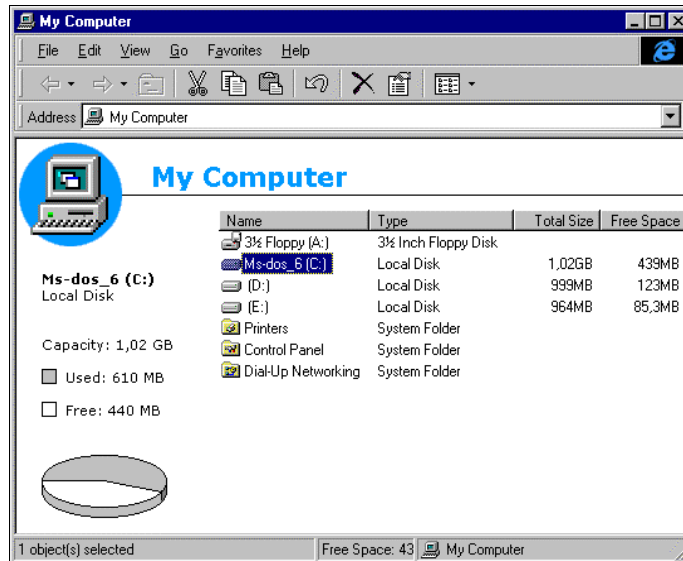 My Computer
File Edit View Go Favorites Help
Address My Computer
My Computer
Name Type Total Size Free Space
3½ Floppy (A:) 3½ Inch Floppy Disk
Ms-dos_6 (C:) Local Disk 1,02GB 439MB
(D:) Local Disk 999MB 123MB
(E:) Local Disk 964MB 85,3MB
Printers System Folder
Control Panel System Folder
Dial-Up Networking System Folder
Ms-dos_6 (C:)
Local Disk
Capacity: 1,02 GB
Used: 610 MB
Free: 440 MB
1 object(s) selected Free Space: 43 My Computer